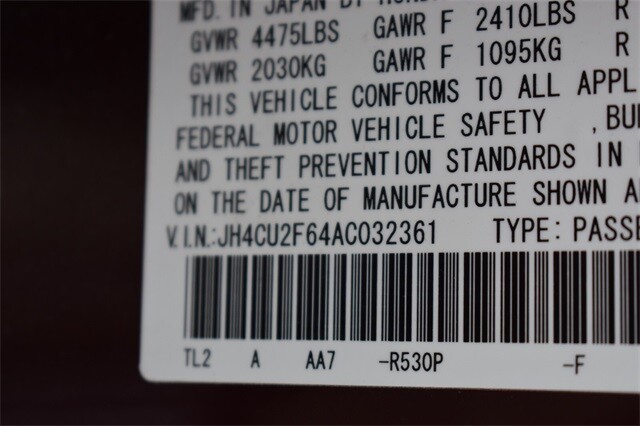 MFD. IN JAPAN BY
GVWR 4475LBS GAWR F 2410LBS R
GVWR 2030KG GAWR F 1095KG R
THIS VEHICLE CONFORMS TO ALL APPL
FEDERAL MOTOR VEHICLE SAFETY , BU
AND THEFT PREVENTION STANDARDS IN
ON THE DATE OF MANUFACTURE SHOWN A
V.I.N.:JH4CU2F64AC032361 TYPE: PASSE
TL2 A AA7 -R530P -F